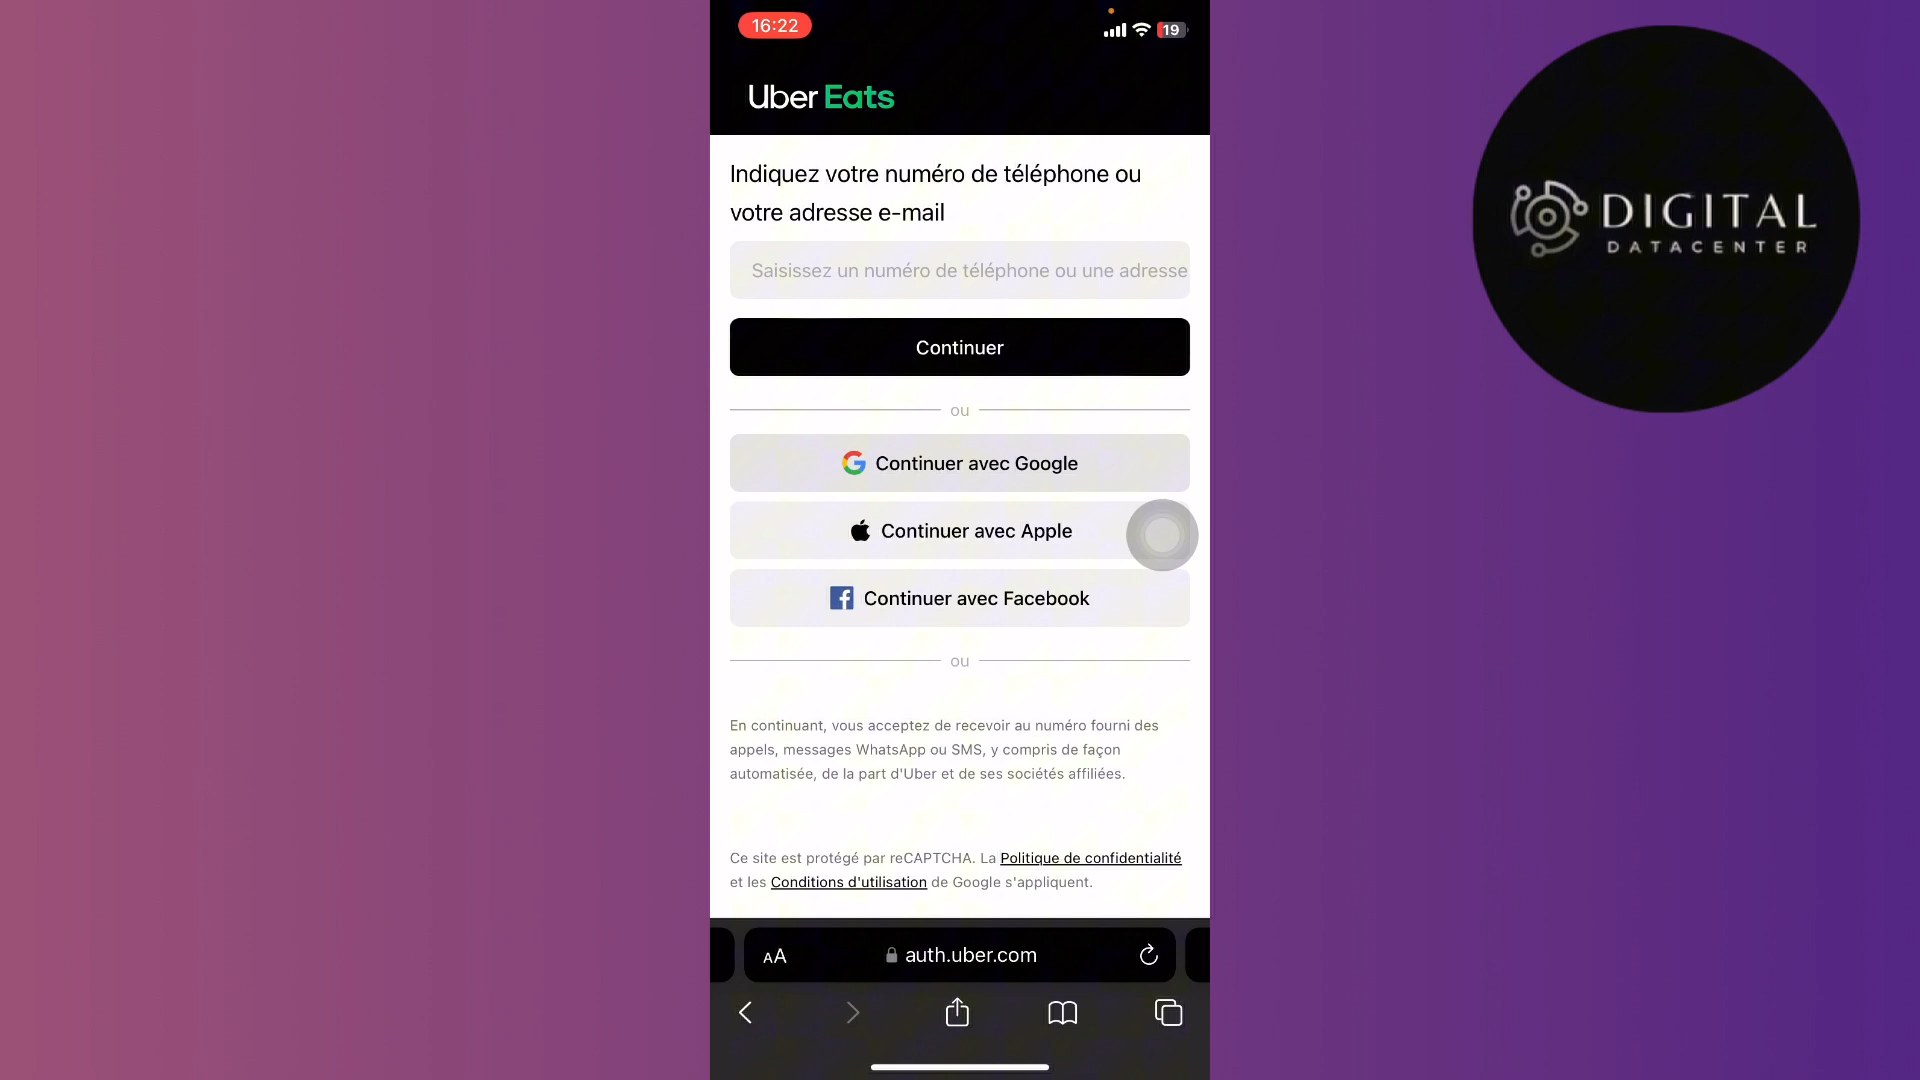 16:22
19
Uber Eats
Indiquez votre numéro de téléphone ou
votre adresse e-mail
Saisissez un numéro de téléphone ou une adresse
Continuer
ou
Continuer avec Google
Continuer avec Apple
Continuer avec Facebook
ou
En continuant, vous acceptez de recevoir au numéro fourni des
appels, messages WhatsApp ou SMS, y compris de façon
automatisée, de la part d'Uber et de ses sociétés affiliées.
Ce site est protégé par reCAPTCHA. La Politique de confidentialité
et les Conditions d'utilisation de Google s'appliquent.
AA
auth.uber.com
DIGITAL
DATACENTER